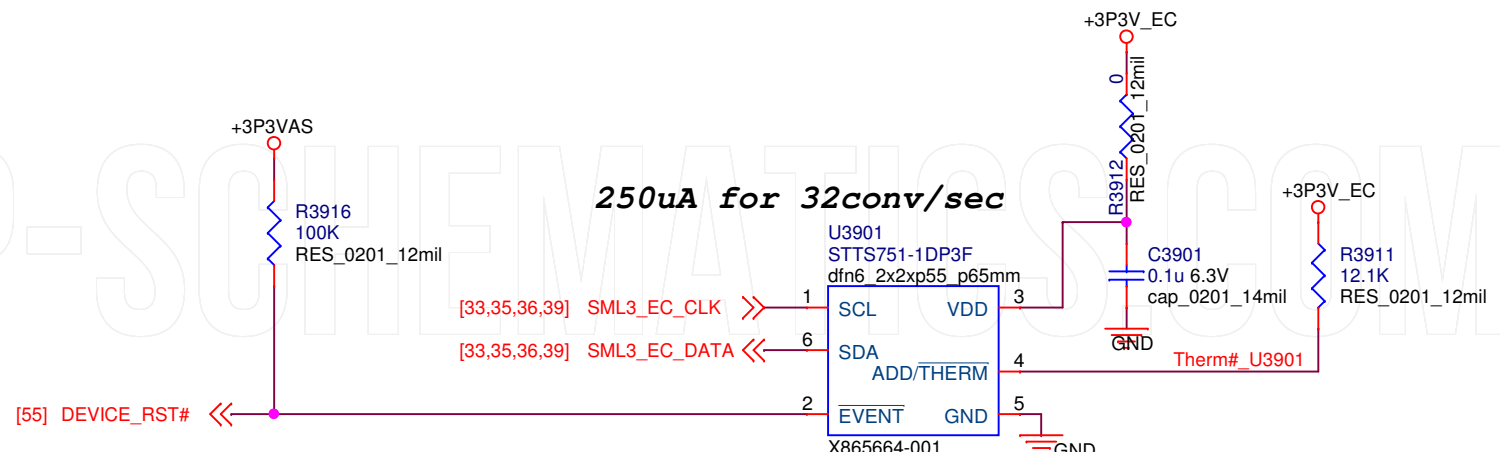 +3P3V_EC
0
RES_0201_12mil
R3912
+3P3VAS
R3916
100K
RES_0201_12mil
250uA for 32conv/sec
+3P3V_EC
U3901
STTS751-1DP3F
dfn6_2x2xp55_p65mm
C3901
0.1u 6.3V
cap_0201_14mil
R3911
12.1K
RES_0201_12mil
[33,35,36,39] SML3_EC_CLK
1 SCL
VDD 3
GND
[33,35,36,39] SML3_EC_DATA
6 SDA
ADD/THERM 4
Therm#_U3901
[55] DEVICE_RST#
2 EVENT
GND 5
GND
X865664-001
-SCHEMATICS.COM